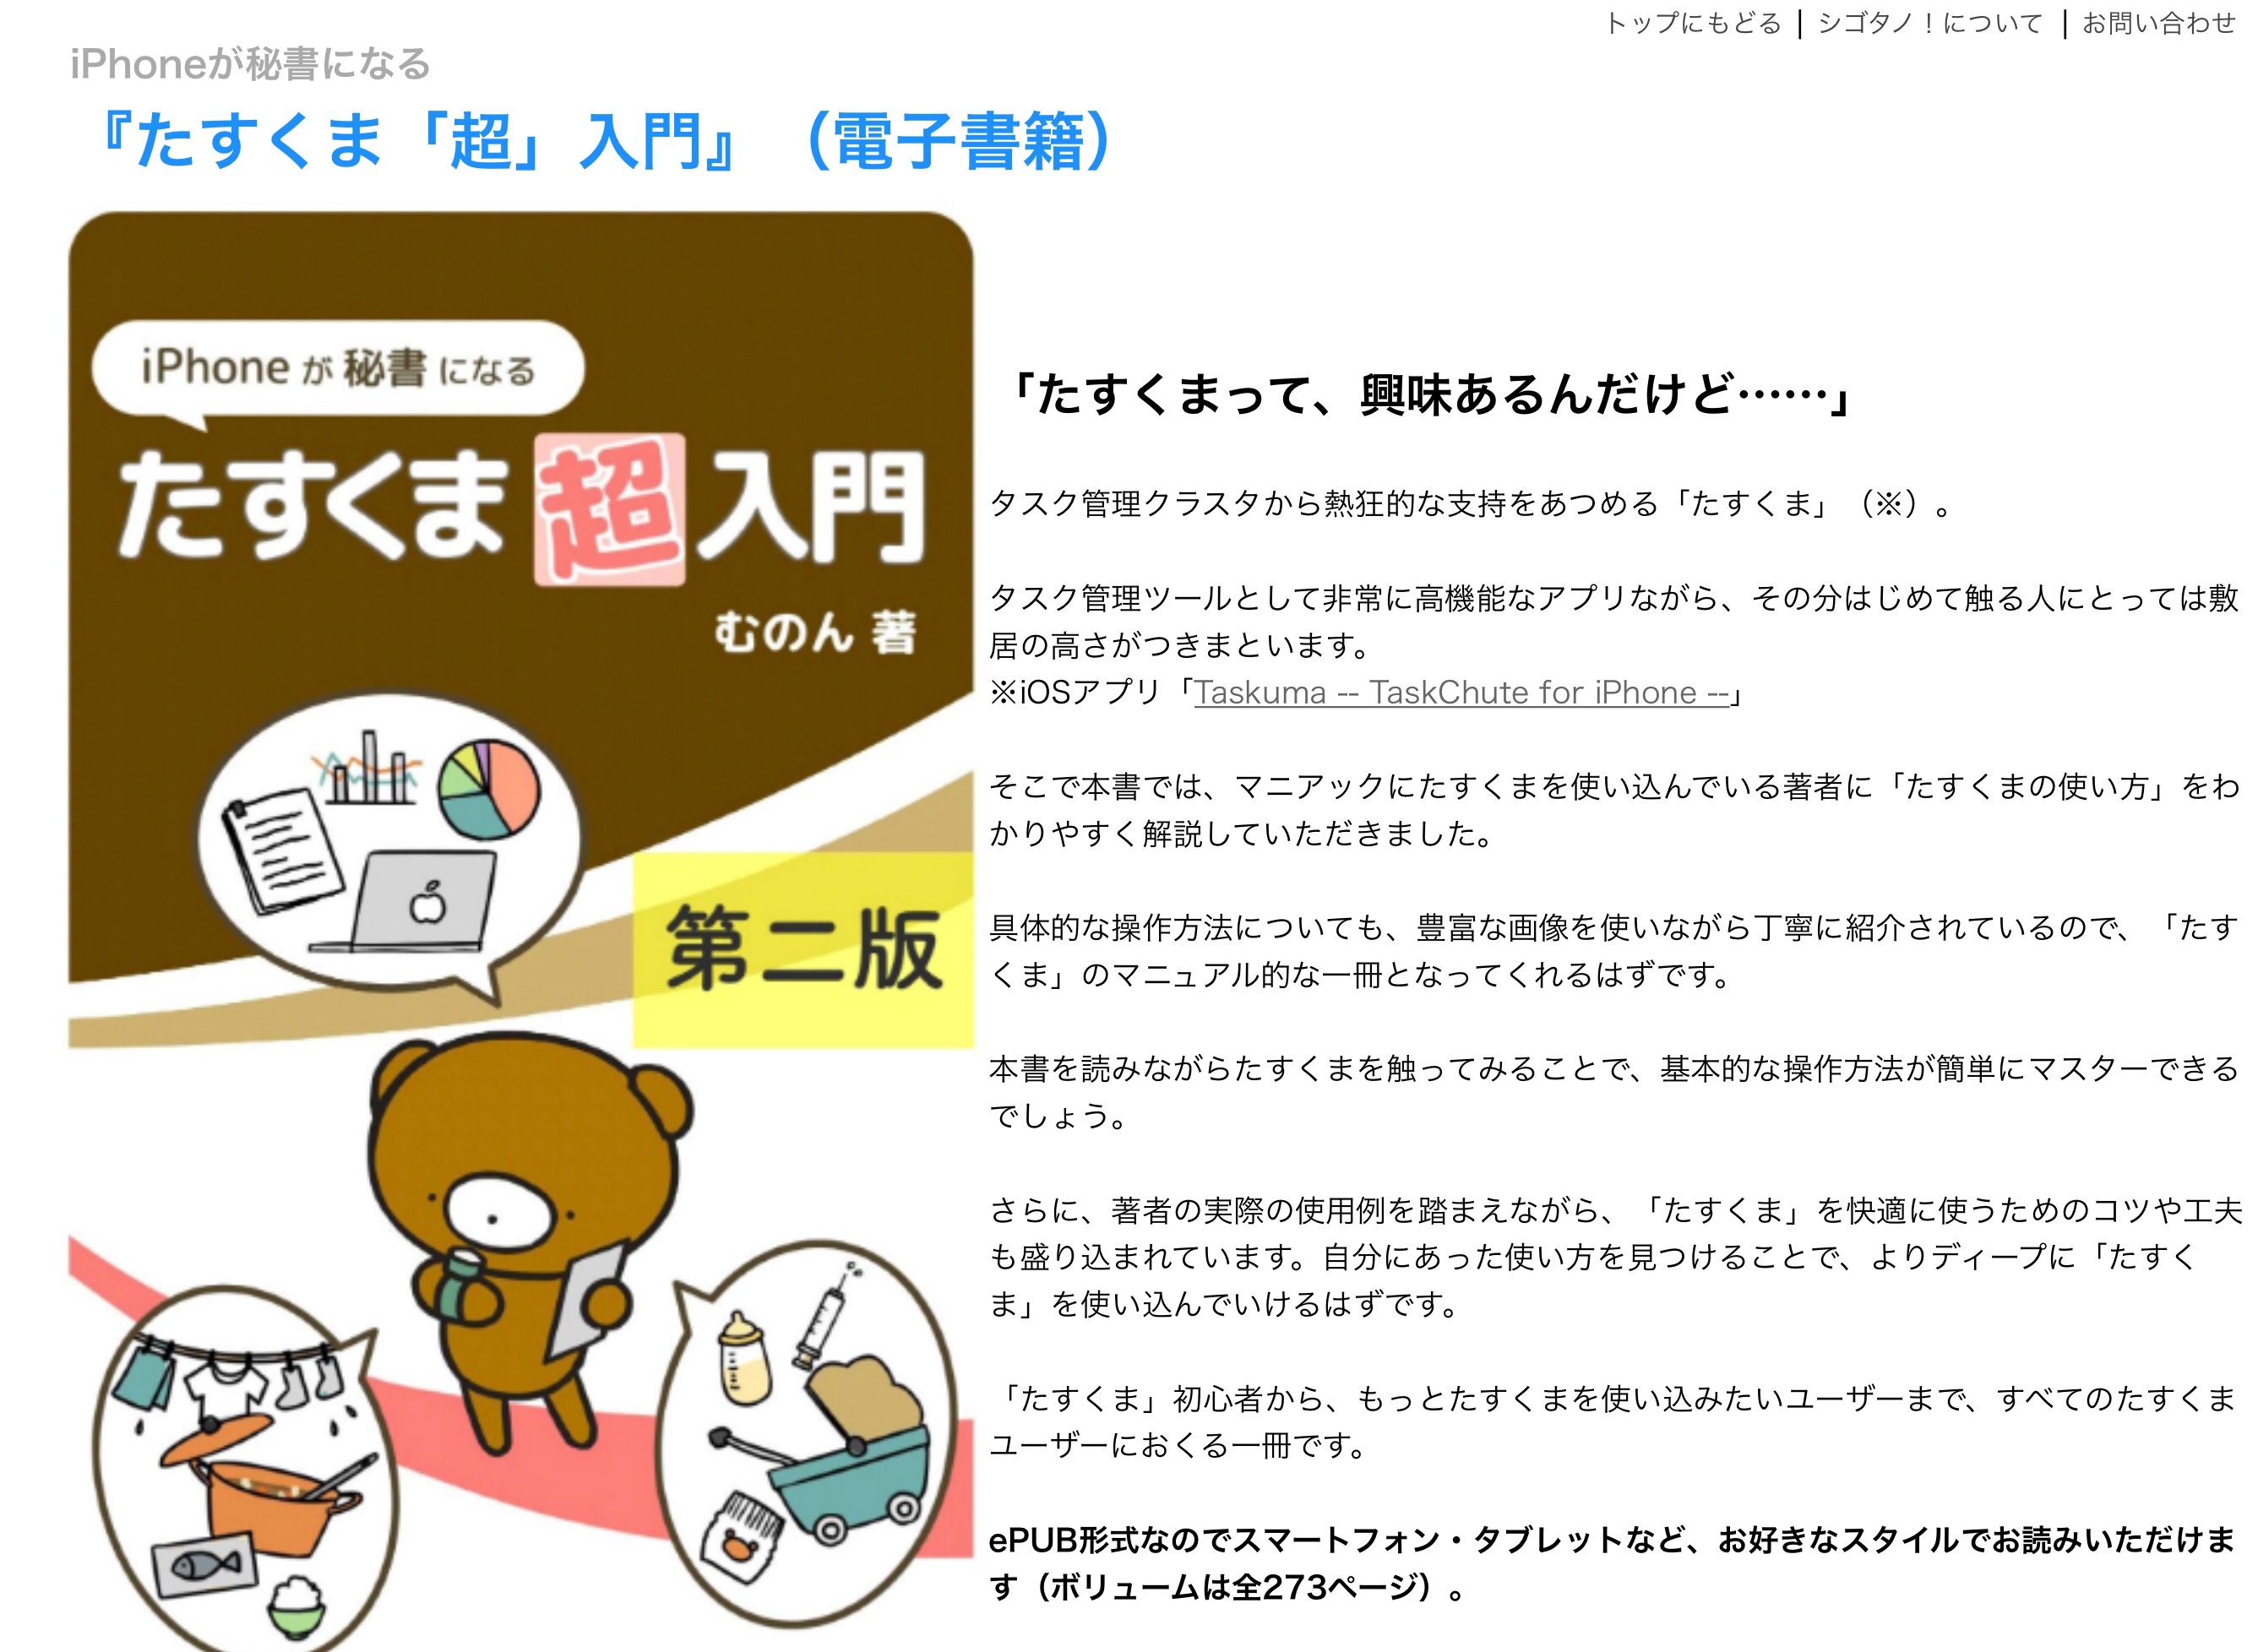 トップにもどる | シゴタノ！について | お問い合わせ
iPhoneが秘書になる
『たすくま「超」入門』（電子書籍）
iPhone が 秘書 になる
たすくま 超 入門
むのん 著
第二版
「たすくまって、興味あるんだけど……」
タスク管理クラスタから熱狂的な支持をあつめる「たすくま」（※）。
タスク管理ツールとして非常に高機能なアプリながら、その分はじめて触る人にとっては敷
居の高さがつきまといます。
※iOSアプリ「Taskuma -- TaskChute for iPhone --」
そこで本書では、マニアックにたすくまを使い込んでいる著者に「たすくまの使い方」をわ
かりやすく解説していただきました。
具体的な操作方法についても、豊富な画像を使いながら丁寧に紹介されているので、「たす
くま」のマニュアル的な一冊となってくれるはずです。
本書を読みながらたすくまを触ってみることで、基本的な操作方法が簡単にマスターできる
でしょう。
さらに、著者の実際の使用例を踏まえながら、「たすくま」を快適に使うためのコツや工夫
も盛り込まれています。自分にあった使い方を見つけることで、よりディープに「たすく
ま」を使い込んでいけるはずです。
「たすくま」初心者から、もっとたすくまを使い込みたいユーザーまで、すべてのたすくま
ユーザーにおくる一冊です。
ePUB形式なのでスマートフォン・タブレットなど、お好きなスタイルでお読みいただけま
す（ボリュームは全273ページ）。